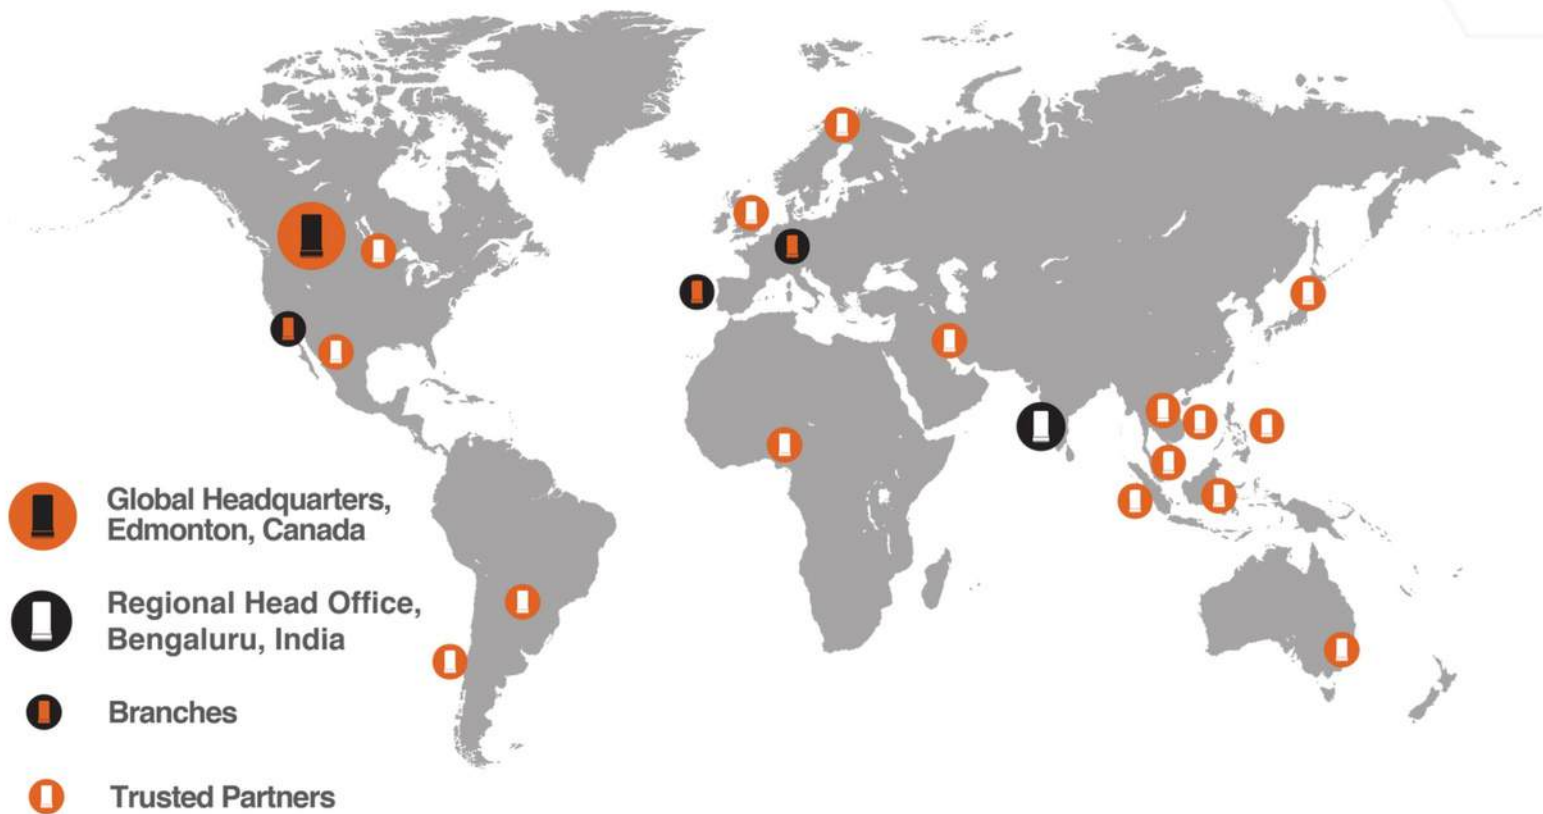 Global Headquarters,
Edmonton, Canada
Regional Head Office,
Bengaluru, India
Branches
Trusted Partners